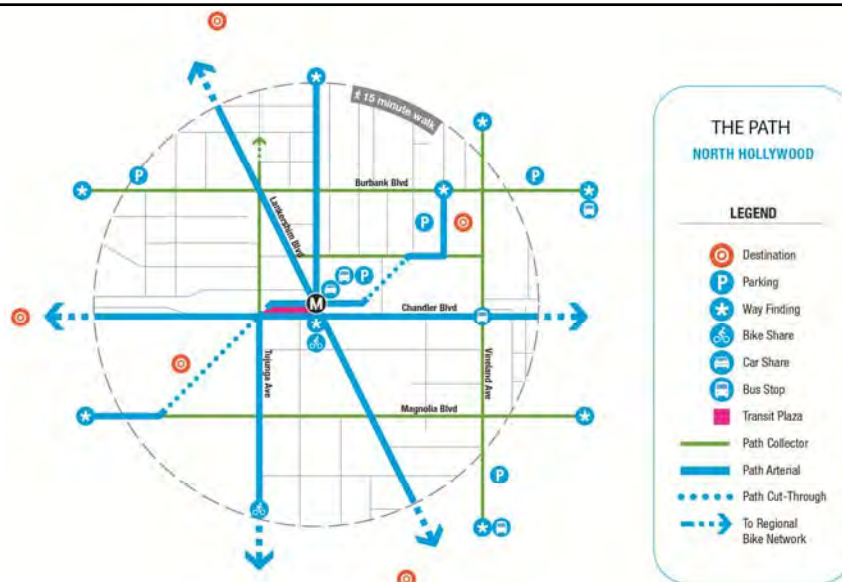 15 minute walk
P
P
Burbank Blvd
P
Lankershim Blvd
P
M
Chandler Blvd
Tujunga Ave
Vineland Ave
Magnolia Blvd
P
THE PATH
NORTH HOLLYWOOD
LEGEND
Destination
P Parking
Way Finding
Bike Share
Car Share
Bus Stop
Transit Plaza
Path Collector
Path Arterial
Path Cut-Through
To Regional
Bike Network